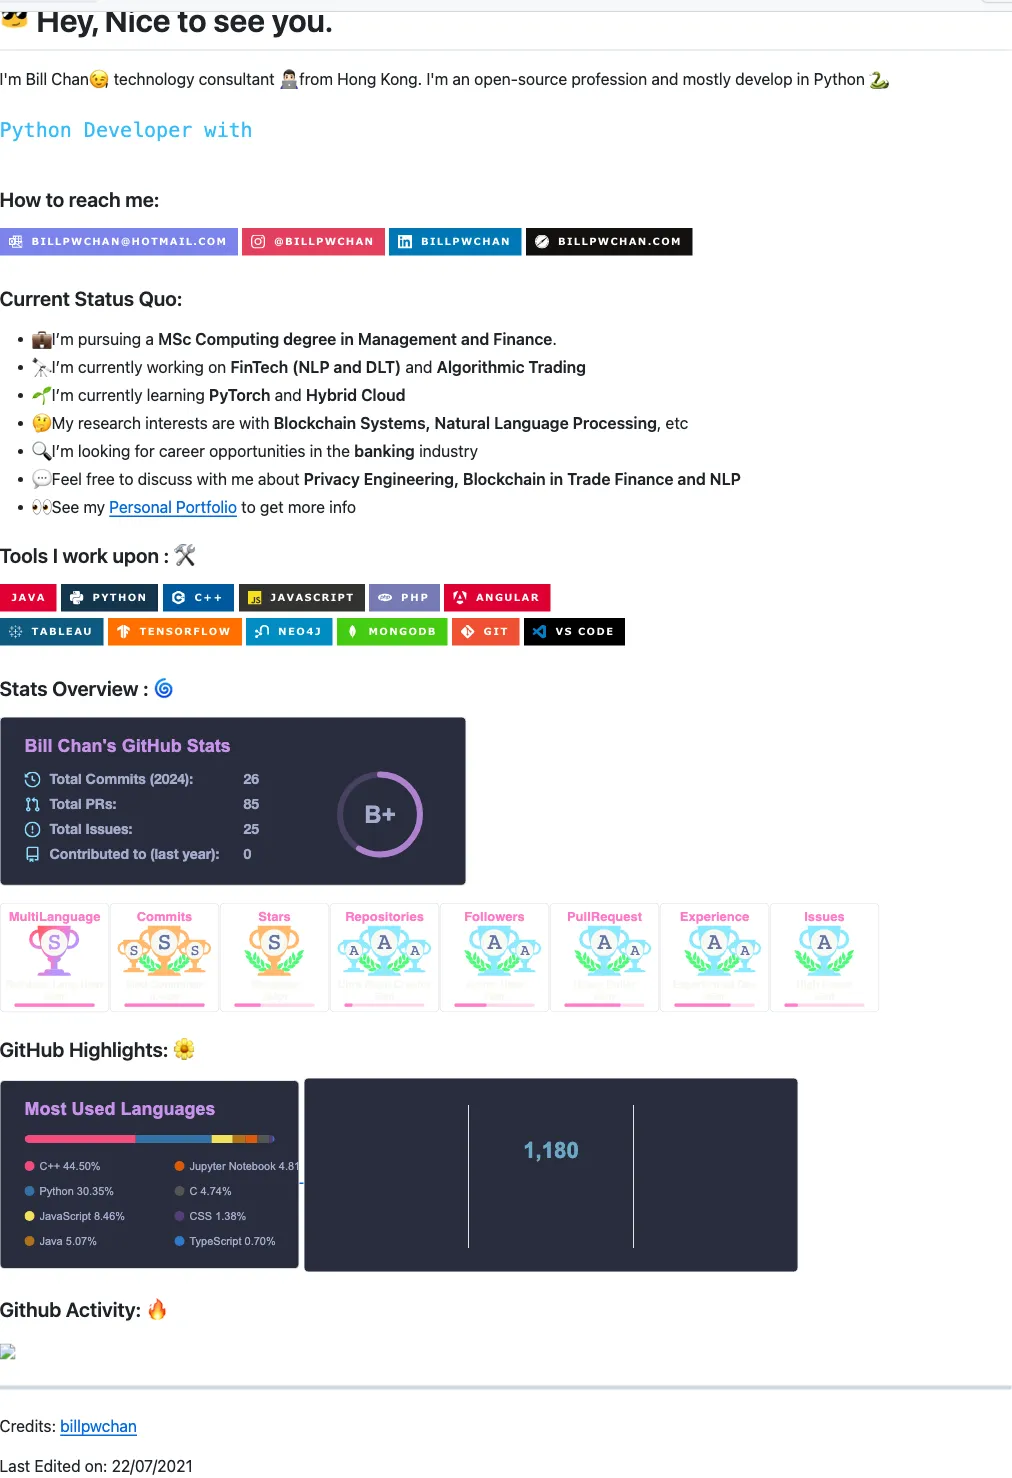 😎 Hey, Nice to see you.
I'm Bill Chan😉, technology consultant 👨🏻‍💻from Hong Kong. I'm an open-source profession and mostly develop in Python 🐍
Python Developer with
How to reach me:
BILLPWCHAN@HOTMAIL.COM @BILLPWCHAN BILLPWCHAN BILLPWCHAN.COM
Current Status Quo:
• 💼I'm pursuing a MSc Computing degree in Management and Finance.
• 🔭I'm currently working on FinTech (NLP and DLT) and Algorithmic Trading
• 🌱I'm currently learning PyTorch and Hybrid Cloud
• 🤔My research interests are with Blockchain Systems, Natural Language Processing, etc
• 🔍I'm looking for career opportunities in the banking industry
• 💬Feel free to discuss with me about Privacy Engineering, Blockchain in Trade Finance and NLP
• 👀See my Personal Portfolio to get more info
Tools I work upon : 🛠
JAVA PYTHON C++ JS JAVASCRIPT PHP ANGULAR
TABLEAU TENSORFLOW NEO4J MONGODB GIT VS CODE
Stats Overview : 🌀
Bill Chan's GitHub Stats
Total Commits (2024): 26
Total PRs: 85
Total Issues: 25
Contributed to (last year): 0
B+
MultiLanguage Commits Stars Repositories Followers PullRequest Experience Issues
S S S S S A A A A A A A A A A
GitHub Highlights: 🌼
Most Used Languages
C++ 44.50% Jupyter Notebook 4.81
Python 30.35% C 4.74%
JavaScript 8.46% CSS 1.38%
Java 5.07% TypeScript 0.70%
1,180
Github Activity: 🔥
Credits: billpwchan
Last Edited on: 22/07/2021